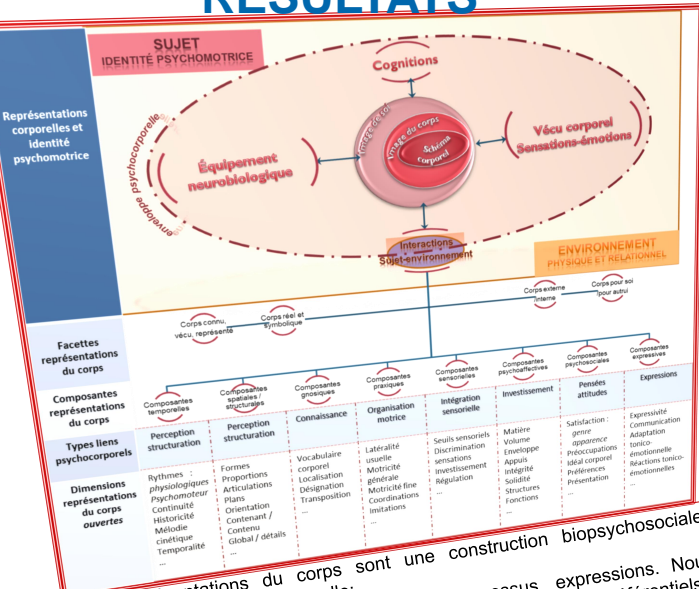 RÉSULTATS
SUJET
IDENTITÉ PSYCHOMOTRICE
Représentations
corporelles et
identité
psychomotrice
Cognitions
enveloppe psychocorporelle
Équipement
neurobiologique
Image de soi
Image du corps
Schéma
corporel
Vécu corporel
Sensations-émotions
Interactions
Sujet-environnement
ENVIRONNEMENT
PHYSIQUE ET RELATIONNEL
Facettes
représentations
du corps
Corps connu,
vécu, représenté
Corps réel et
symbolique
Corps externe
interne
Corps pour soi
pour autrui
Composantes
représentations
du corps
Composantes
temporelles
Composantes
spatiales /
structurales
Composantes
gnosiques
Composantes
praxiques
Composantes
sensorielles
Composantes
psychoaffectives
Composantes
psychosociales
Composantes
expressives
Types liens
psychocorporels
Perception
structuration
Perception
structuration
Connaissance
Organisation
motrice
Intégration
sensorielle
Investissement
Pensées
attitudes
Expressions
Dimensions
représentations
du corps
ouvertes
Rythmes :
physiologiques
Psychomoteur
Continuité
Historicité
Mélodie
cinétique
Temporalité
...
Formes
Proportions
Articulations
Plans
Orientation
Contenant /
Contenu
Global / détails
...
Vocabulaire
corporel
Localisation
Désignation
Transposition
...
Latéralité
usuelle
Motricité
générale
Motricité fine
Coordinations
Imitations
...
Seuils sensoriels
Discrimination
sensations
Investissement
Régulation
...
Matière
Volume
Enveloppe
Appuis
Intégrité
Solidité
Structures
Fonctions
...
Satisfaction :
genre
apparence
Préoccupations
Idéal corporel
Préférences
Présentation
...
Expressivité
Communication
Adaptation
tonico-
émotionnelle
Réactions tonico-
émotionnelles
...
du corps sont une construction biopsychosociale
expressions.